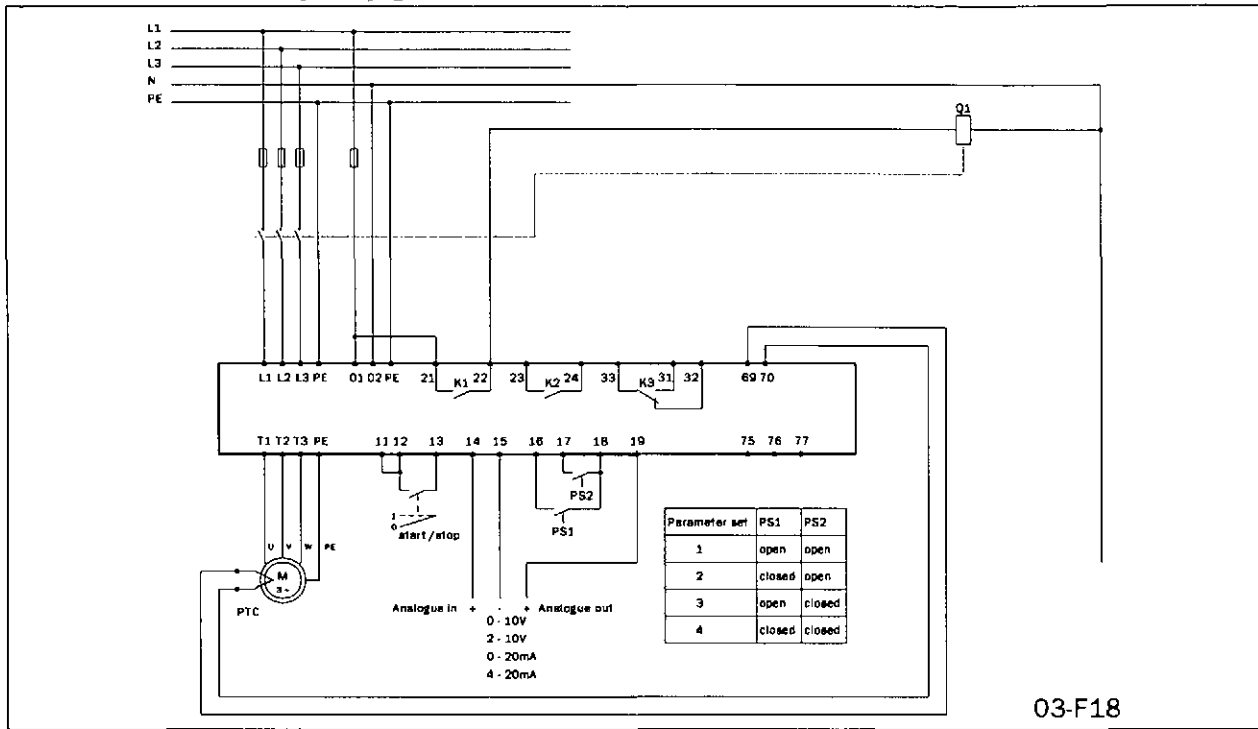 L1
L2
L3
N
PE
Q1
L1 L2 L3 PE 01 02 PE 21 K1 22 23 K2 24 33 K3 31 32 69 70
T1 T2 T3 PE 11 12 13 14 15 16 17 18 19 75 76 77
PS2
PS1
1
0
start/stop
U V W PE
M
3~
PTC
Analogue in + - + Analogue out
0 - 10V
2 - 10V
0 - 20mA
4 - 20mA
Parameter set PS1 PS2
1 open open
2 closed open
3 open closed
4 closed closed
03-F18